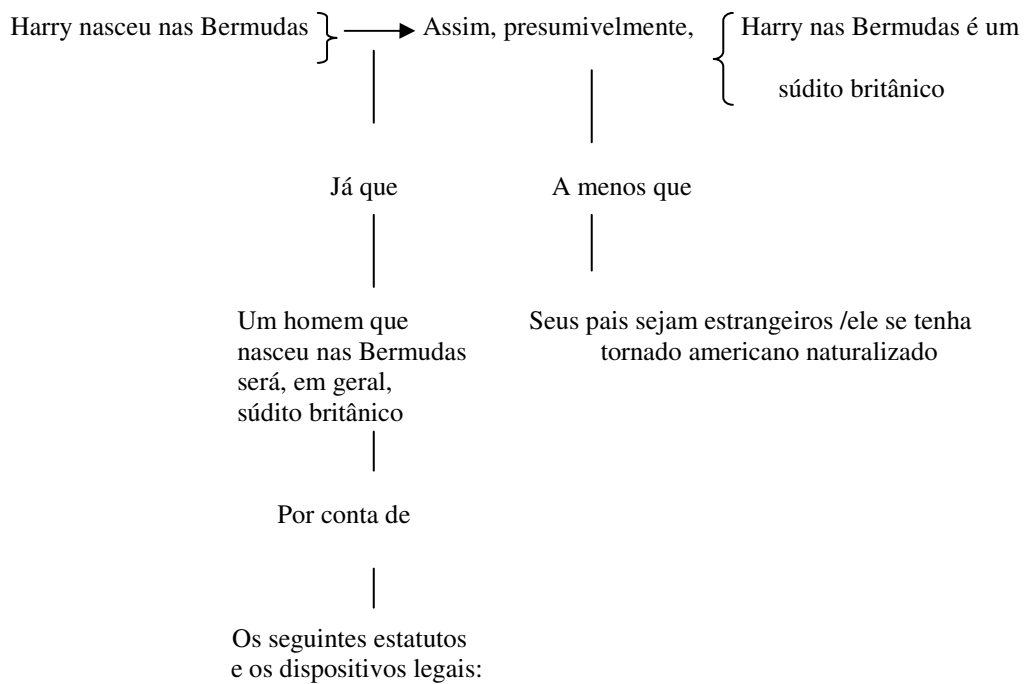 Harry nasceu nas Bermudas
Assim, presumivelmente,
Harry nas Bermudas é um
súdito britânico
Já que
A menos que
Um homem que
nasceu nas Bermudas
será, em geral,
súdito britânico
Seus pais sejam estrangeiros /ele se tenha
tornado americano naturalizado
Por conta de
Os seguintes estatutos
e os dispositivos legais: